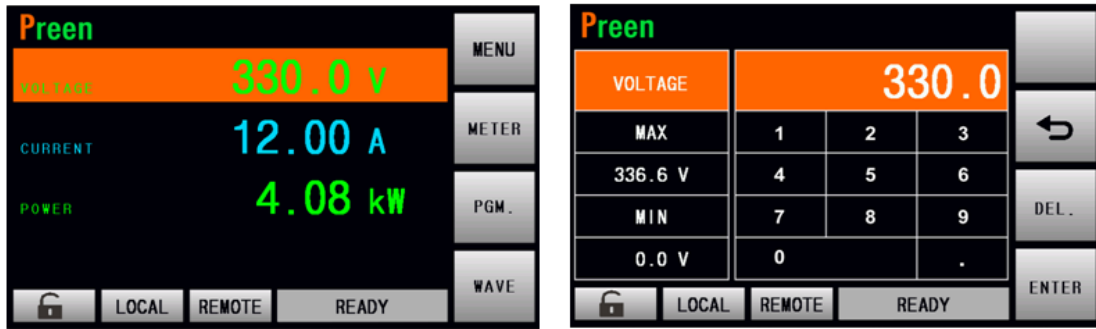 Preen
MENU
VOLTAGE 330.0 V
METER
CURRENT 12.00 A
POWER 4.08 kW
PGM.
WAVE
LOCAL REMOTE READY
Preen
VOLTAGE 330.0
MAX 1 2 3
336.6 V 4 5 6
MIN 7 8 9
DEL.
0.0 V 0 .
ENTER
LOCAL REMOTE READY